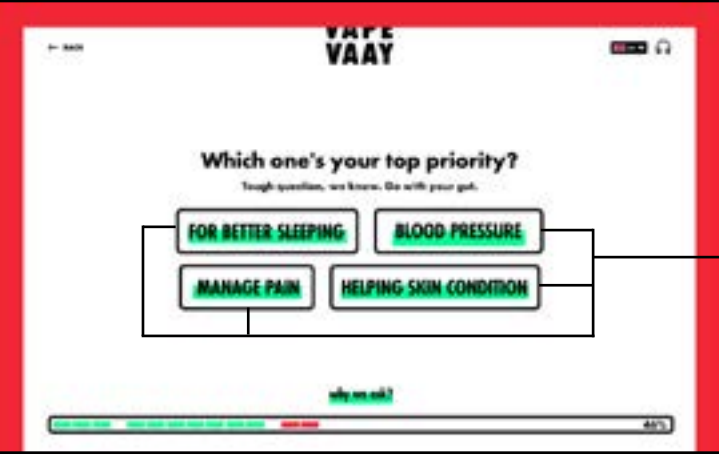 VAPE
← BACK VAAY
Which one's your top priority?
Tough question, we know. Go with your gut.
FOR BETTER SLEEPING BLOOD PRESSURE
MANAGE PAIN HELPING SKIN CONDITION
why we ask?
46%